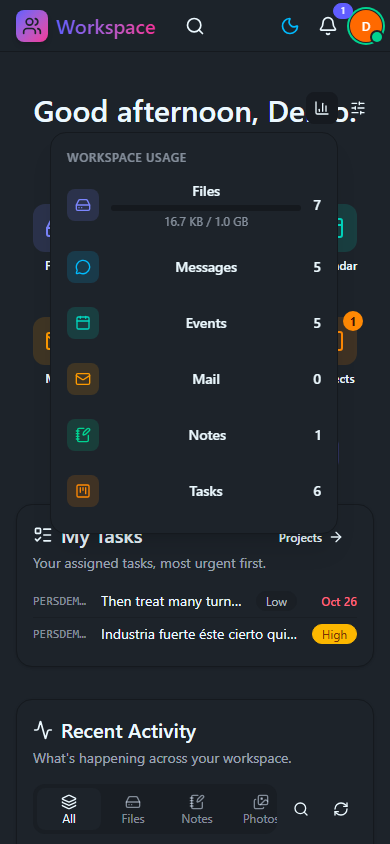 Workspace
1
D
Good afternoon, De
WORKSPACE USAGE
Files
7
16.7 KB / 1.0 GB
Messages
5
Events
5
Mail
0
1
Notes
1
Tasks
6
My Tasks
Projects
Your assigned tasks, most urgent first.
PERSDEM…
Then treat many turn…
Low
Oct 26
PERSDEM…
Industria fuerte éste cierto qui…
High
Recent Activity
What's happening across your workspace.
All
Files
Notes
Photos